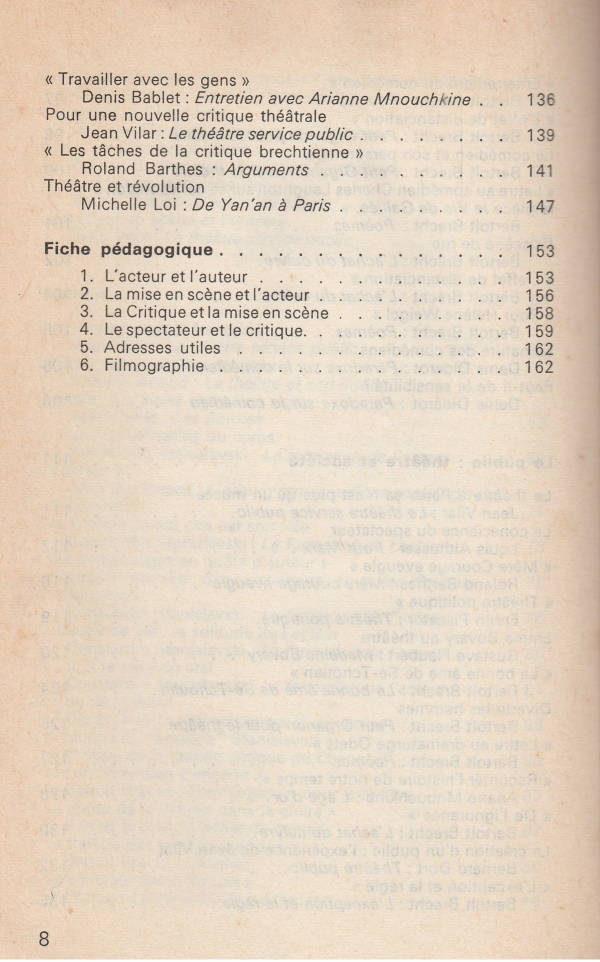 « Travailler avec les gens »
Denis Bablet : Entretien avec Arianne Mnouchkine . . 136
Pour une nouvelle critique théâtrale
Jean Vilar : Le théâtre service public . . . . . . . 139
« Les tâches de la critique brechtienne »
Roland Barthes : Arguments . . . . . . . . . 141
Théâtre et révolution
Michelle Loi : De Yan'an à Paris . . . . . . . . 147
Fiche pédagogique . . . . . . . . . . . . . 153
1. L'acteur et l'auteur . . . . . . . . . . . 153
2. La mise en scène et l'acteur . . . . . . . . 156
3. La Critique et la mise en scène . . . . . . . 158
4. Le spectateur et le critique. . . . . . . . . 159
5. Adresses utiles . . . . . . . . . . . . 162
6. Filmographie . . . . . . . . . . . . . 162
8